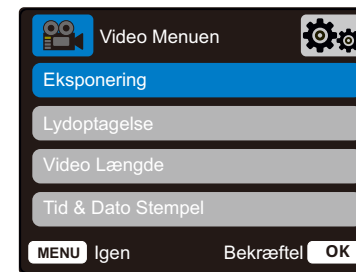 Video Menuen
Eksponering
Lydoptagelse
Video Længde
Tid & Dato Stempel
MENU Igen Bekræftel OK